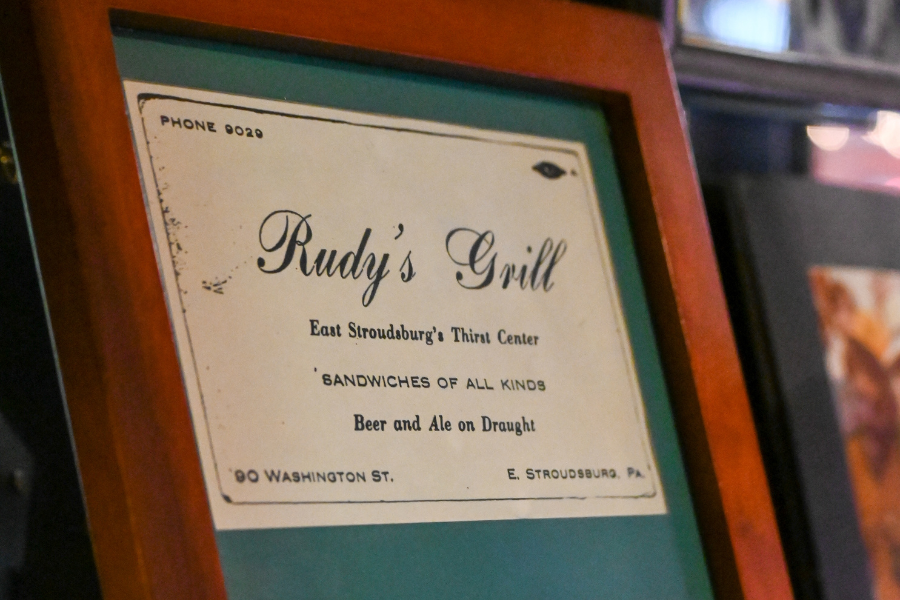 PHONE 9029
Rudy's Grill
East Stroudsburg's Thirst Center
SANDWICHES OF ALL KINDS
Beer and Ale on Draught
90 WASHINGTON ST.
E. STROUDSBURG, PA.